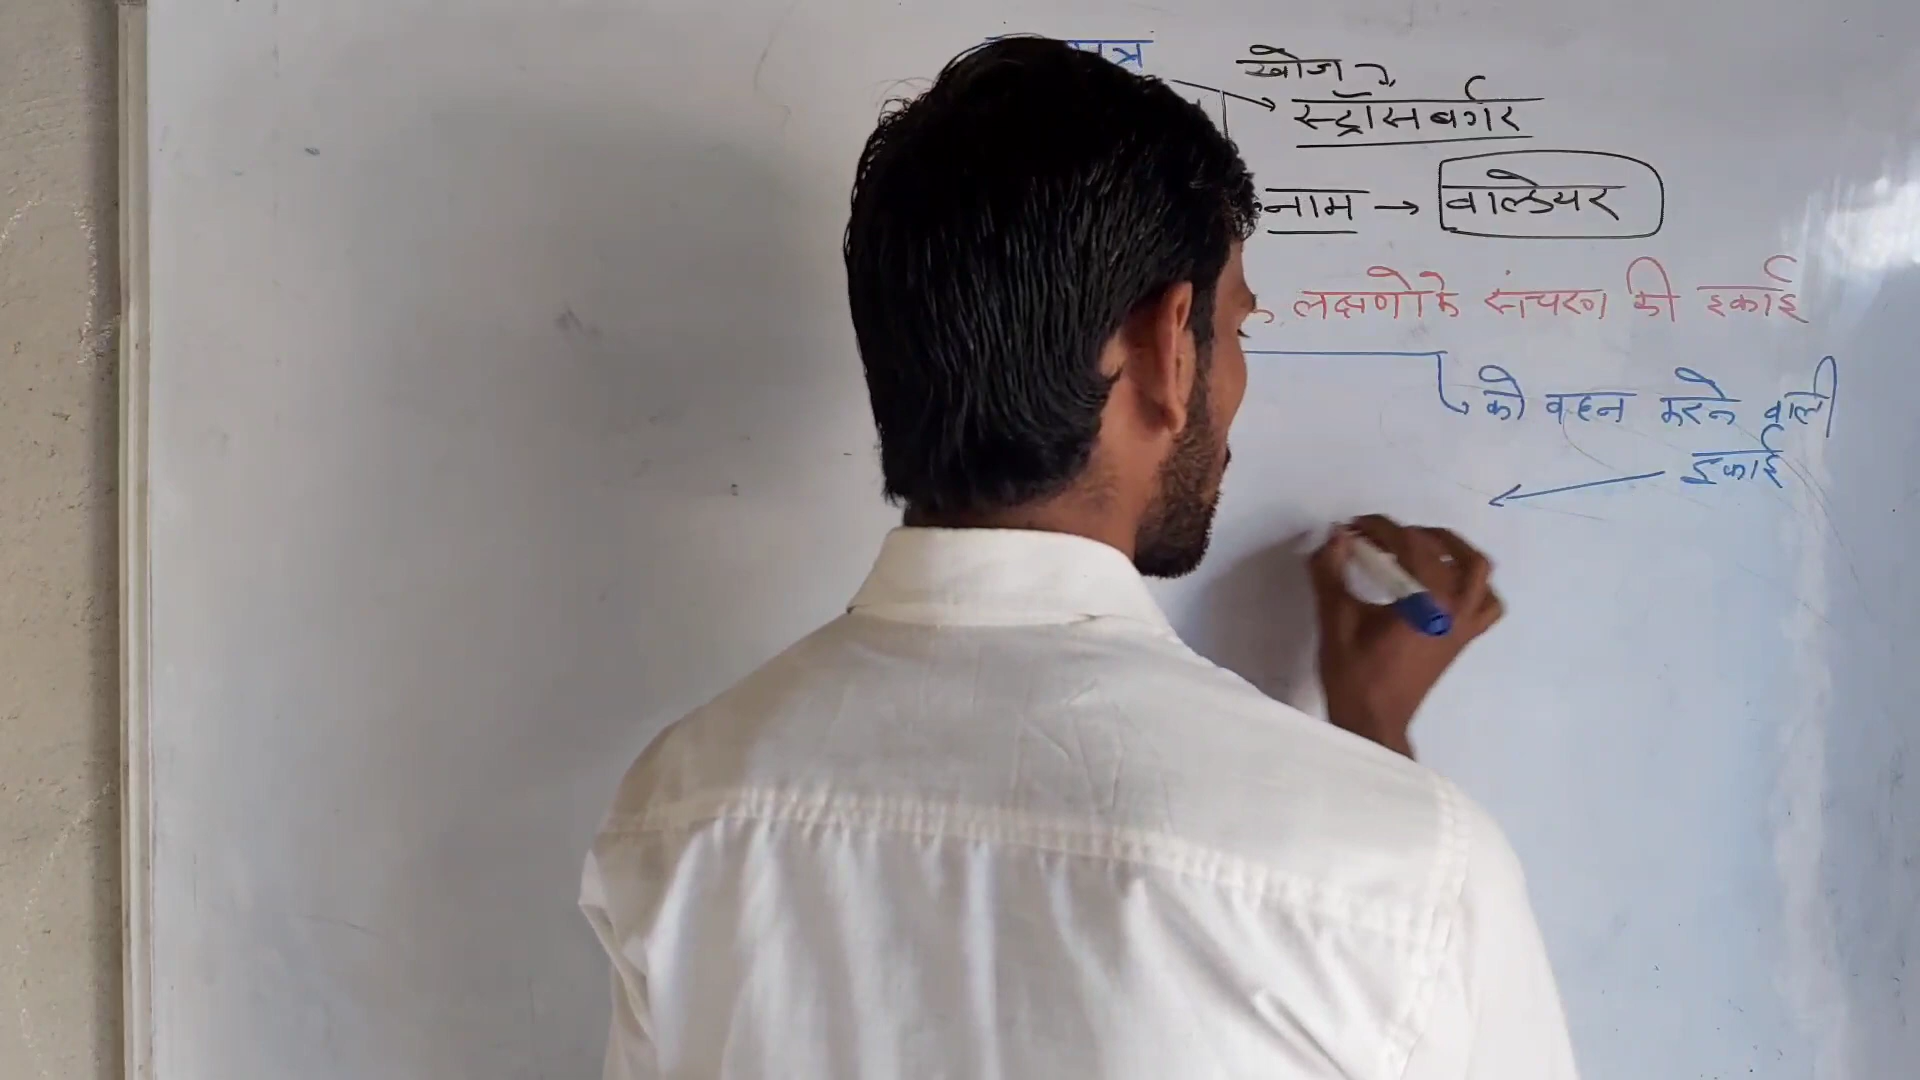 खोज
स्ट्रॉसबर्गर
नाम → वाल्डेयर
लक्षणो के संचरण की इकाई
को वहन करने वाली
इकाई